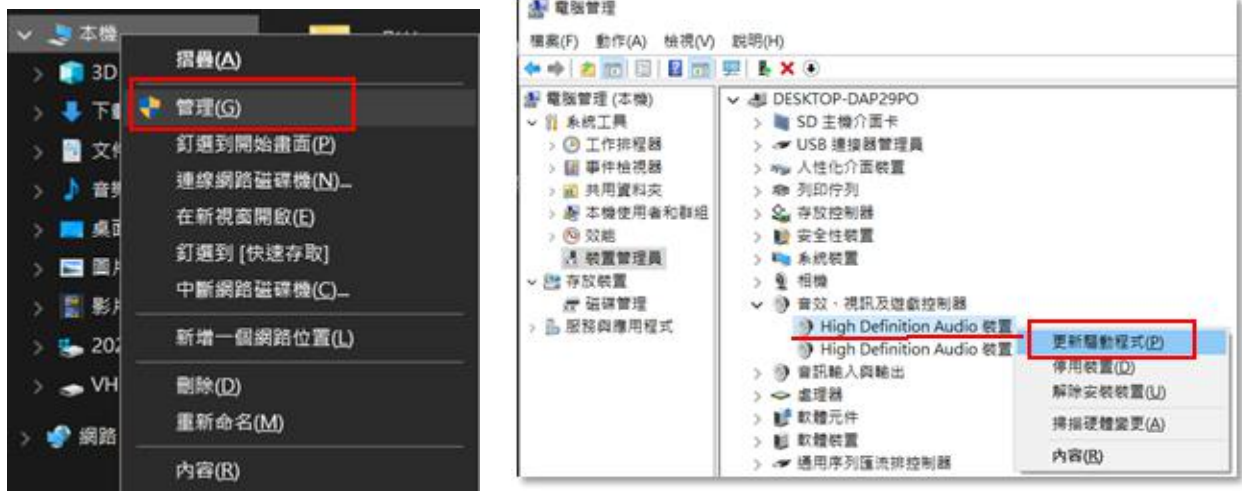 本機
3D
下
文件
音
桌面
圖片
影片
202
VH
網路
摺疊(A)
管理(G)
釘選到開始畫面(P)
連線網路磁碟機(N)...
在新視窗開啟(E)
釘選到 [快速存取]
中斷網路磁碟機(C)...
新增一個網路位置(L)
刪除(D)
重新命名(M)
內容(R)
電腦管理
檔案(F) 動作(A) 檢視(V) 說明(H)
電腦管理 (本機)
系統工具
工作排程器
事件檢視器
共用資料夾
本機使用者和群組
效能
裝置管理員
存放裝置
磁碟管理
服務與應用程式
DESKTOP-DAP29PO
SD 主機介面卡
USB 連接器管理員
人性化介面裝置
列印佇列
存放控制器
安全性裝置
系統裝置
相機
音效、視訊及遊戲控制器
High Definition Audio 裝置
High Definition Audio 裝置
音訊輸入與輸出
處理器
軟體元件
軟體裝置
通用序列匯流排控制器
更新驅動程式(P)
停用裝置(D)
解除安裝裝置(U)
掃描硬體變更(A)
內容(R)